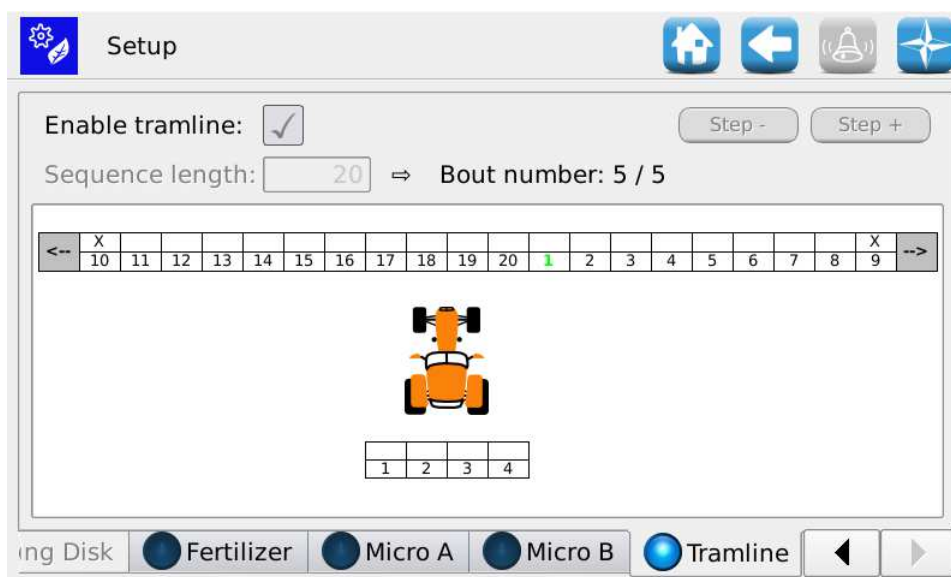 Setup
Enable tramline:
Step -
Step +
Sequence length: 20 ⇨ Bout number: 5 / 5
X X
<-- 10 11 12 13 14 15 16 17 18 19 20 1 2 3 4 5 6 7 8 9 -->
1 2 3 4
ng Disk Fertilizer Micro A Micro B Tramline